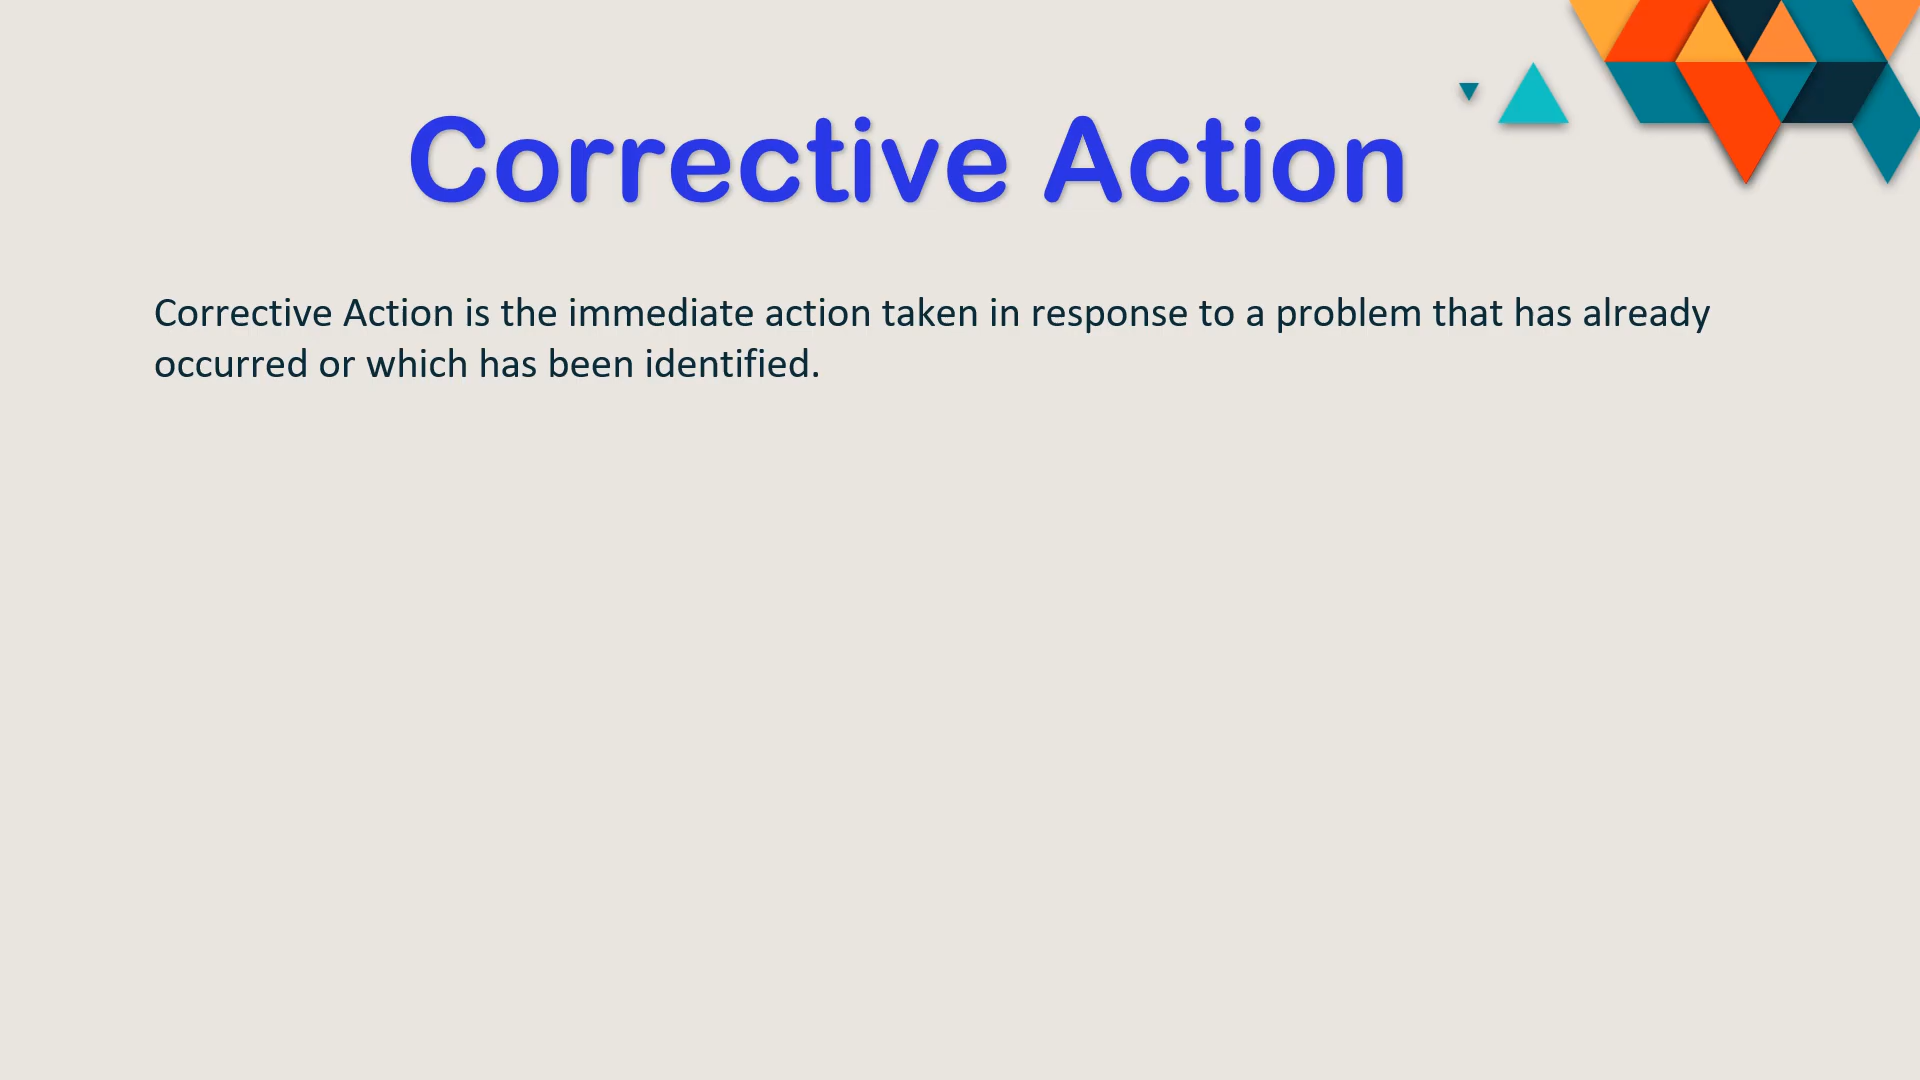 Corrective Action
Corrective Action is the immediate action taken in response to a problem that has already
occurred or which has been identified.